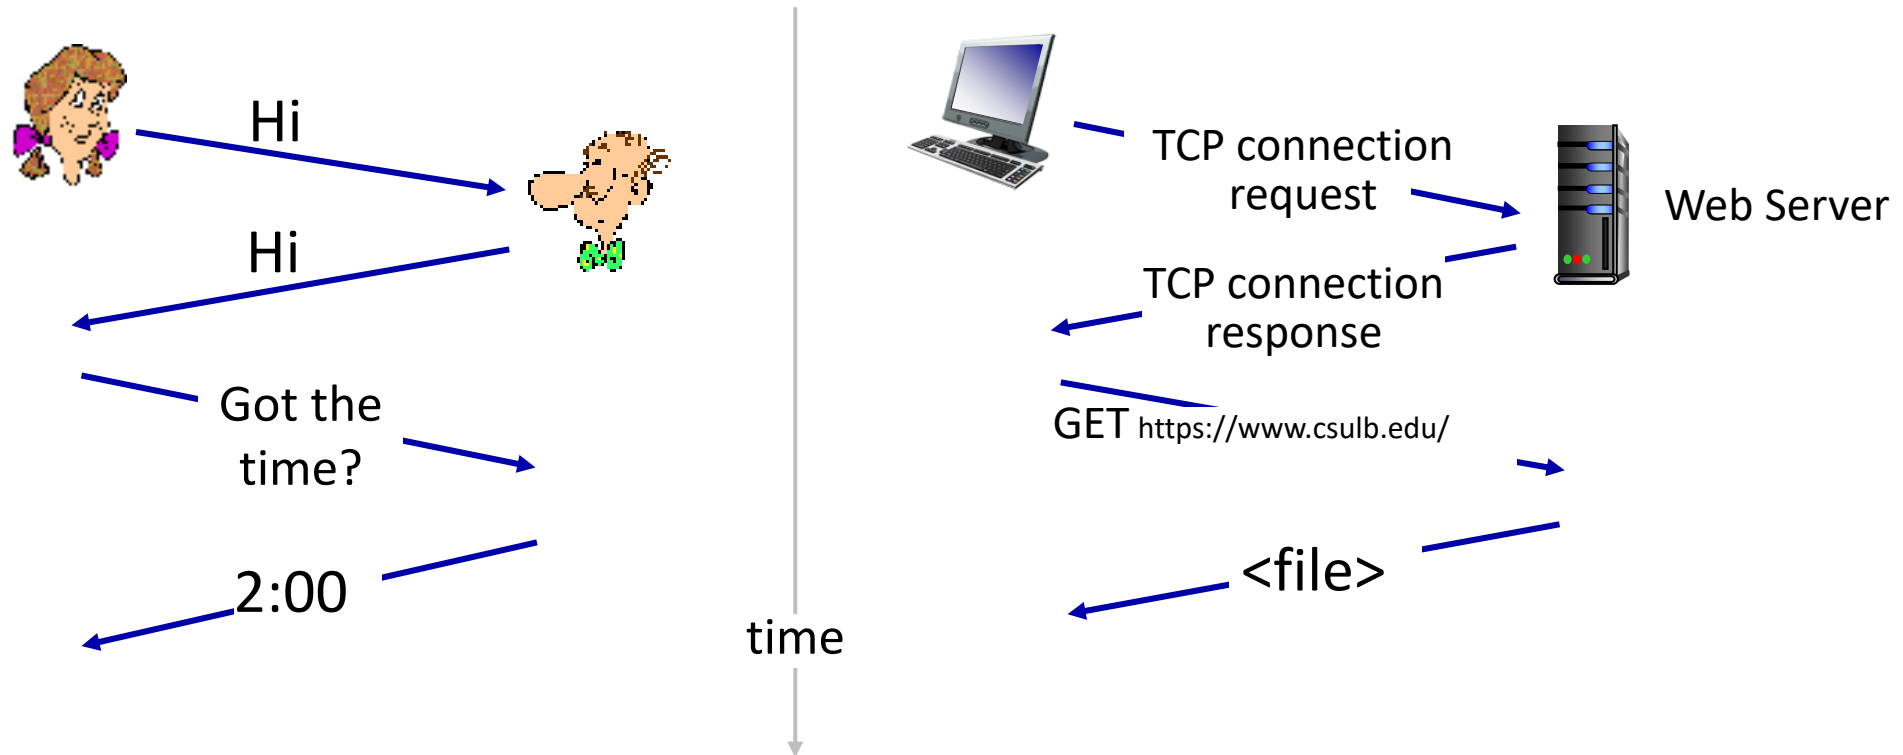 Hi
Hi
Got the
time?
2:00
time
TCP connection
request
Web Server
TCP connection
response
GET https://www.csulb.edu/
<file>